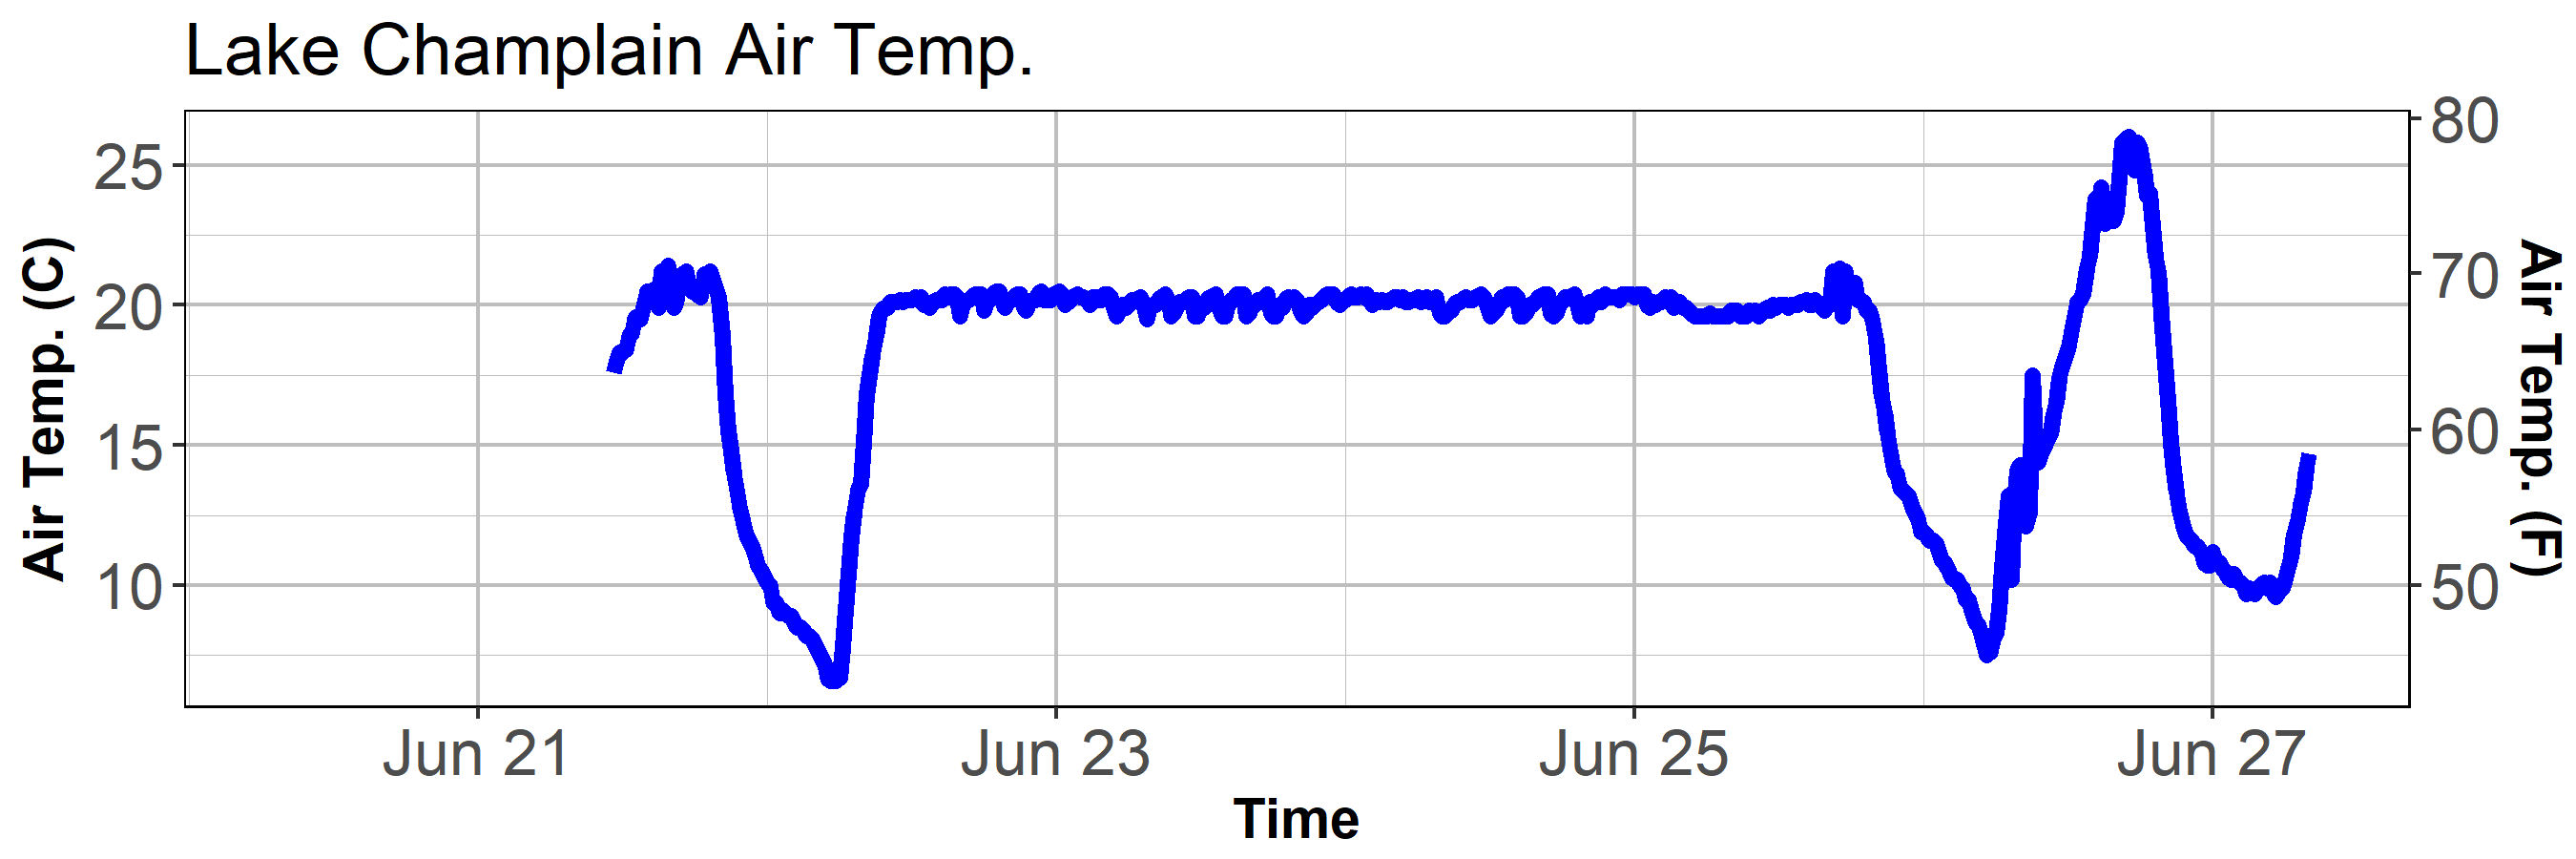 Lake Champlain Air Temp.
Air Temp. (C)
25
20
15
10
80
70
60
50
Air Temp. (F)
Jun 21
Jun 23
Jun 25
Jun 27
Time